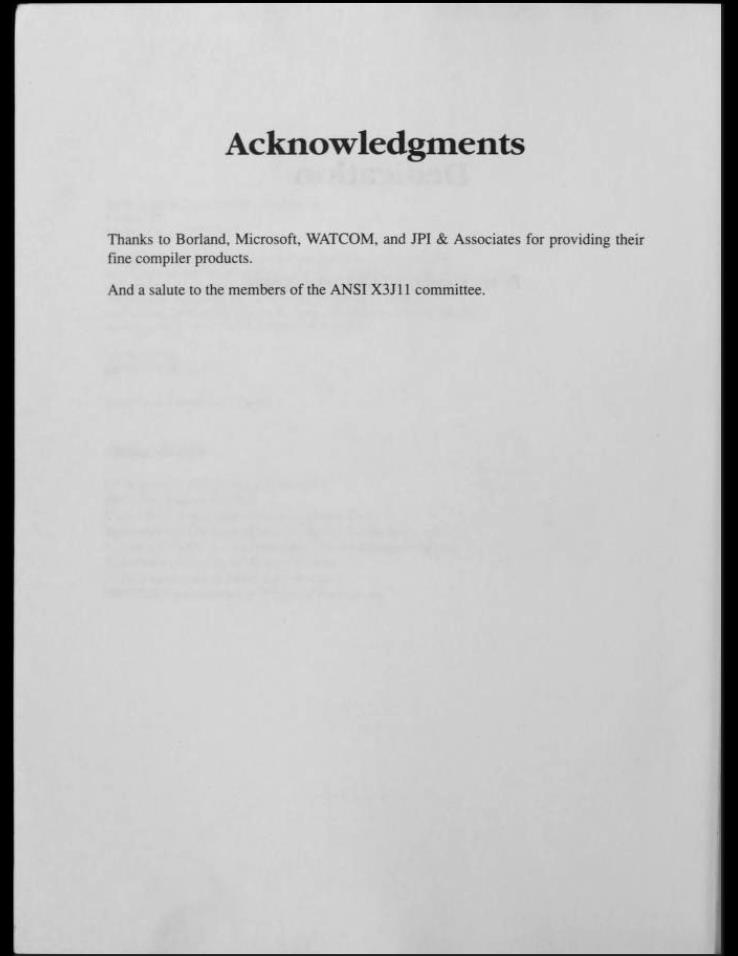 Acknowledgments
Thanks to Borland, Microsoft, WATCOM, and JPI & Associates for providing their
fine compiler products.
And a salute to the members of the ANSI X3J11 committee.